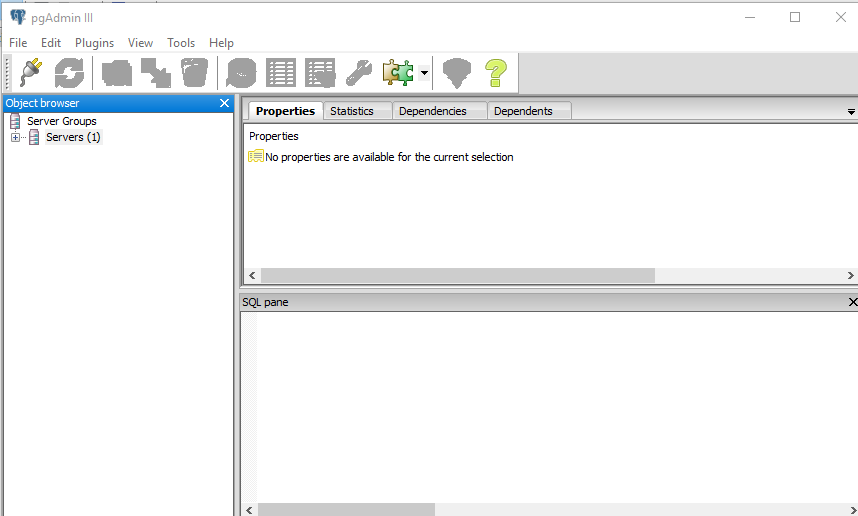 pgAdmin III
File Edit Plugins View Tools Help
Object browser
Server Groups
Servers (1)
Properties Statistics Dependencies Dependents
Properties
No properties are available for the current selection
SQL pane